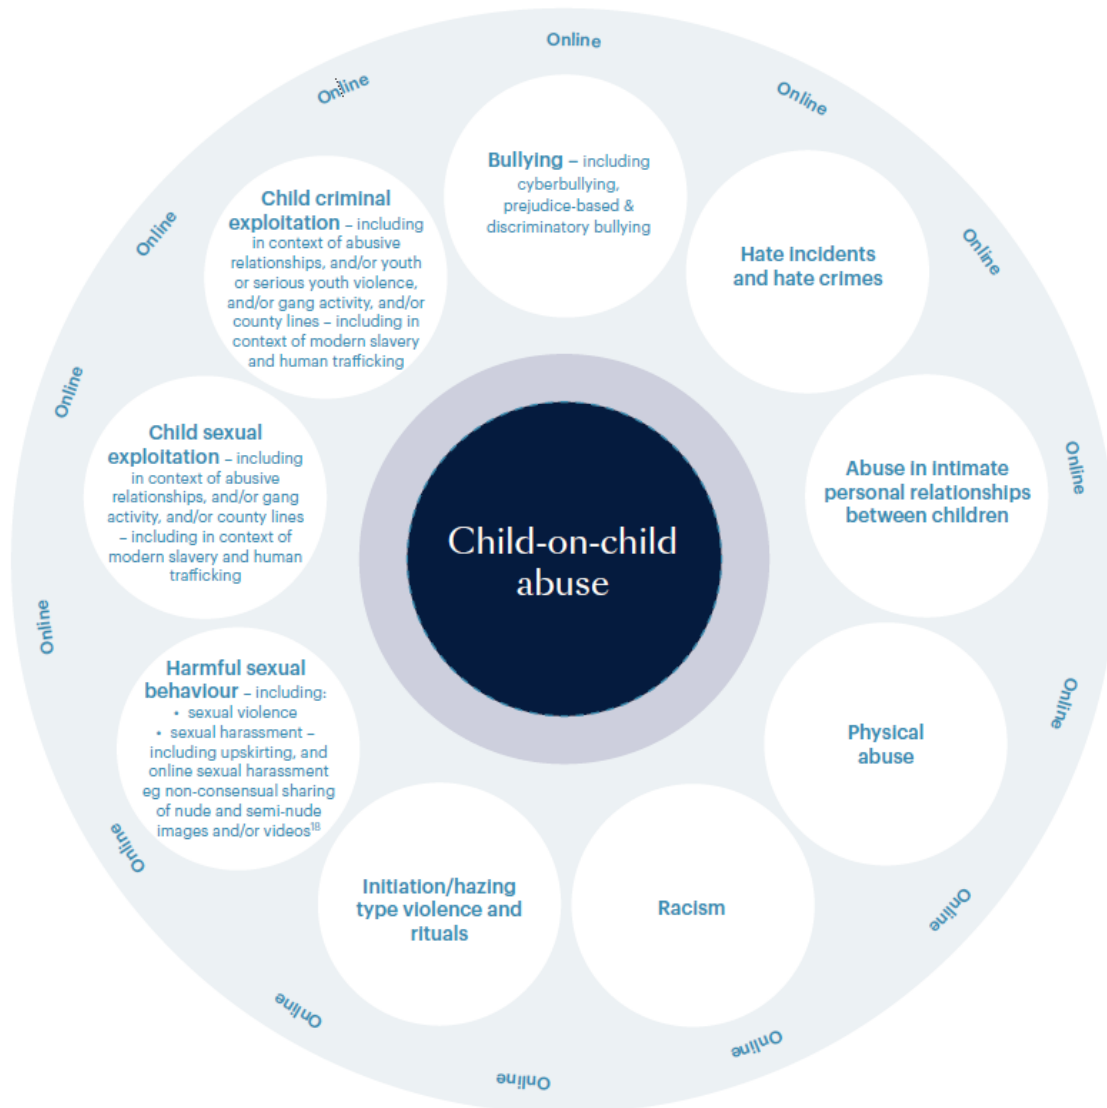 Online
Online
Online
Online
Online
Online
Online
Online
Online
Online
Online
Online
Online
Online
Bullying – including
cyberbullying,
prejudice-based &
discriminatory bullying
Hate incidents
and hate crimes
Abuse in intimate
personal relationships
between children
Physical
abuse
Racism
Initiation/hazing
type violence and
rituals
Harmful sexual
behaviour – including:
• sexual violence
• sexual harassment –
including upskirting, and
online sexual harassment
eg non-consensual sharing
of nude and semi-nude
images and/or videos18
Child sexual
exploitation – including
in context of abusive
relationships, and/or gang
activity, and/or county lines
– including in context of
modern slavery and human
trafficking
Child criminal
exploitation – including
in context of abusive
relationships, and/or youth
or serious youth violence,
and/or gang activity, and/or
county lines – including in
context of modern slavery
and human trafficking
Child-on-child
abuse